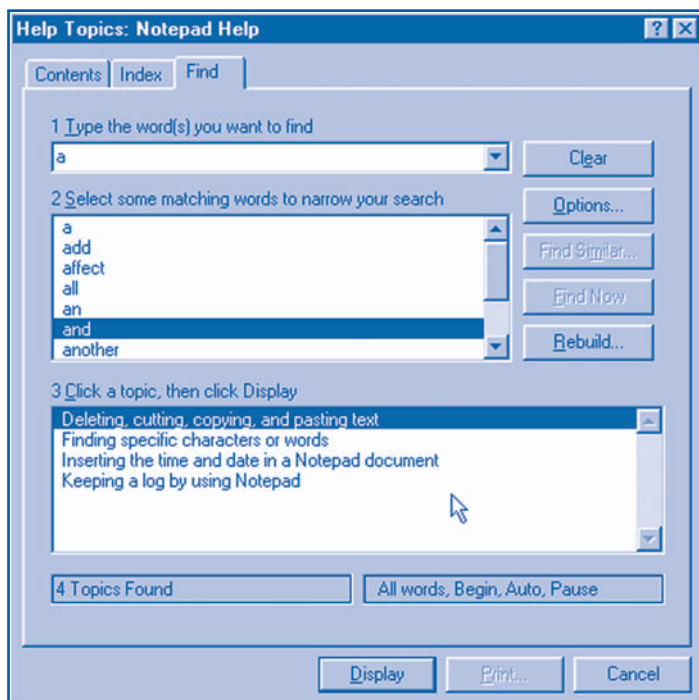 Help Topics: Notepad Help
Contents Index Find
1 Type the word(s) you want to find
a
Clear
2 Select some matching words to narrow your search
Options...
a
add
affect
all
an
and
another
Find Similar...
Find Now
Rebuild...
3 Click a topic, then click Display
Deleting, cutting, copying, and pasting text
Finding specific characters or words
Inserting the time and date in a Notepad document
Keeping a log by using Notepad
4 Topics Found
All words, Begin, Auto, Pause
Display Print... Cancel